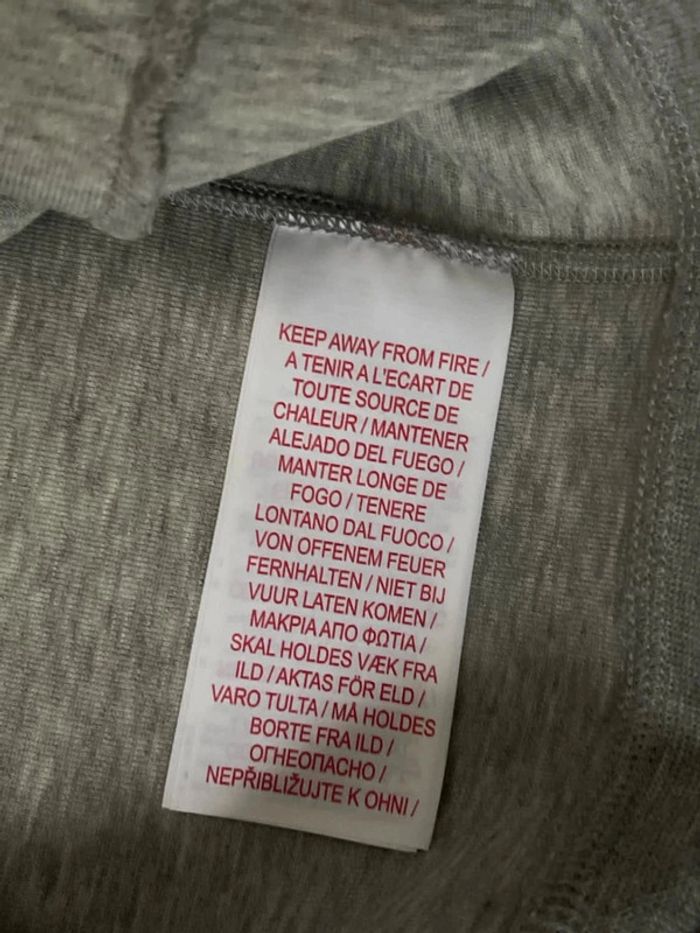 KEEP AWAY FROM FIRE /
A TENIR A L'ECART DE
TOUTE SOURCE DE
CHALEUR / MANTENER
ALEJADO DEL FUEGO /
MANTER LONGE DE
FOGO / TENERE
LONTANO DAL FUOCO /
VON OFFENEM FEUER
FERNHALTEN / NIET BIJ
VUUR LATEN KOMEN /
ΜΑΚΡΙΑ ΑΠΟ ΦΩΤΙΑ /
SKAL HOLDES VÆK FRA
ILD / AKTAS FÖR ELD /
VARO TULTA / MÅ HOLDES
BORTE FRA ILD /
ОГНЕОПАСНО /
NEPŘIBLIŽUJTE K OHNI /